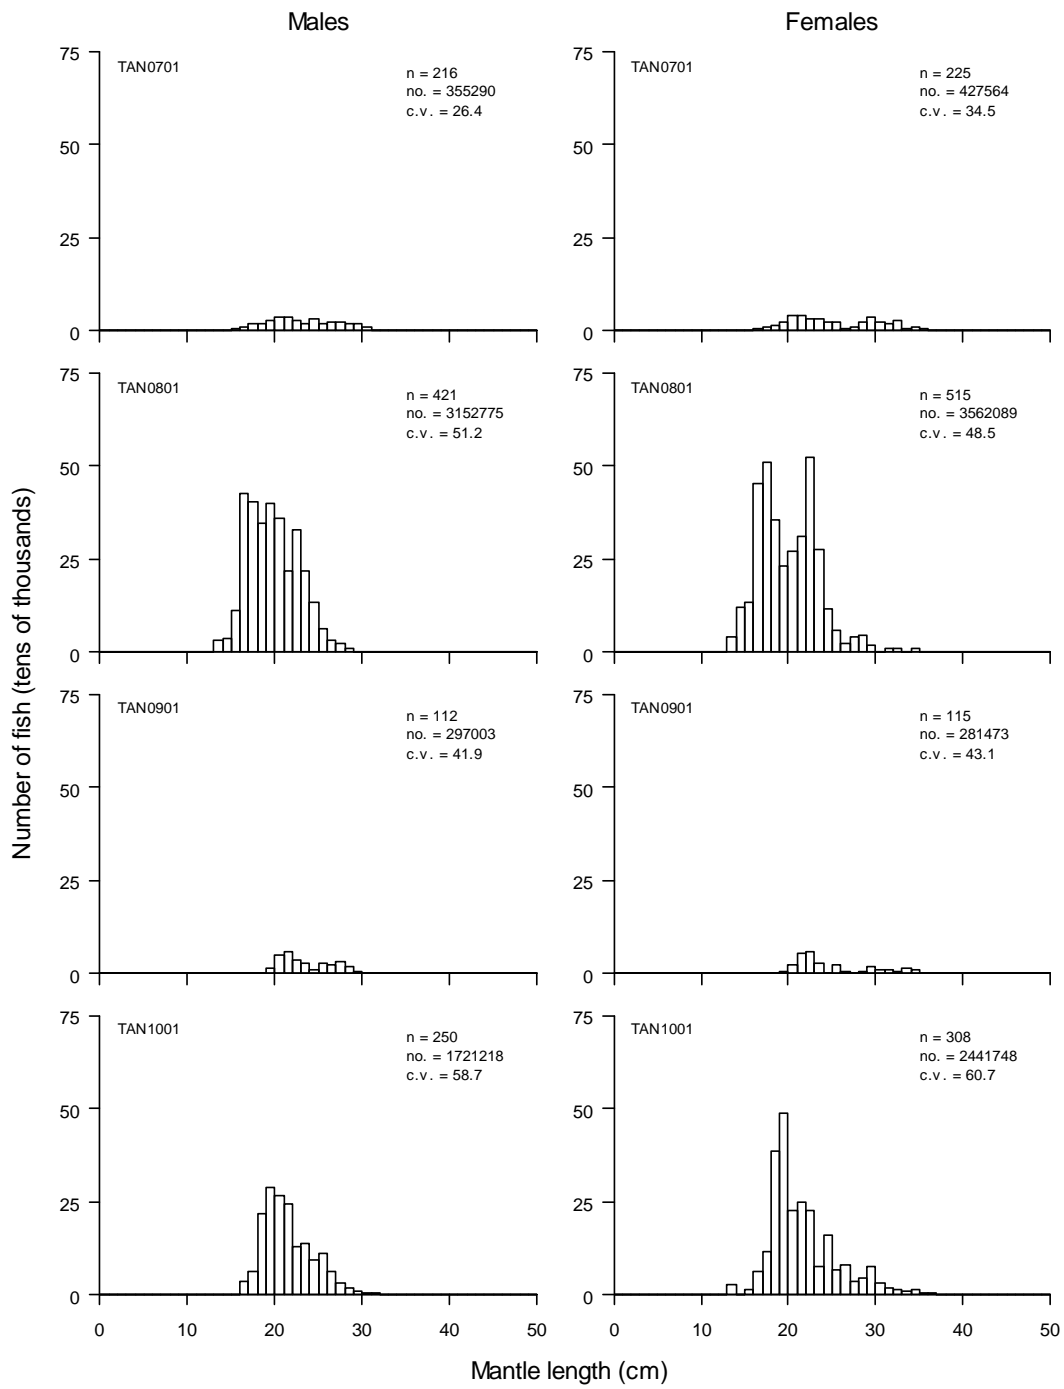 Males
Females
75
TAN0701
n = 216
no. = 355290
c.v. = 26.4
50
25
0
75
TAN0701
n = 225
no. = 427564
c.v. = 34.5
50
25
0
75
TAN0801
n = 421
no. = 3152775
c.v. = 51.2
50
25
0
75
TAN0801
n = 515
no. = 3562089
c.v. = 48.5
50
25
0
Number of fish (tens of thousands)
75
TAN0901
n = 112
no. = 297003
c.v. = 41.9
50
25
0
75
TAN0901
n = 115
no. = 281473
c.v. = 43.1
50
25
0
75
TAN1001
n = 250
no. = 1721218
c.v. = 58.7
50
25
0
0 10 20 30 40 50
75
TAN1001
n = 308
no. = 2441748
c.v. = 60.7
50
25
0
0 10 20 30 40 50
Mantle length (cm)